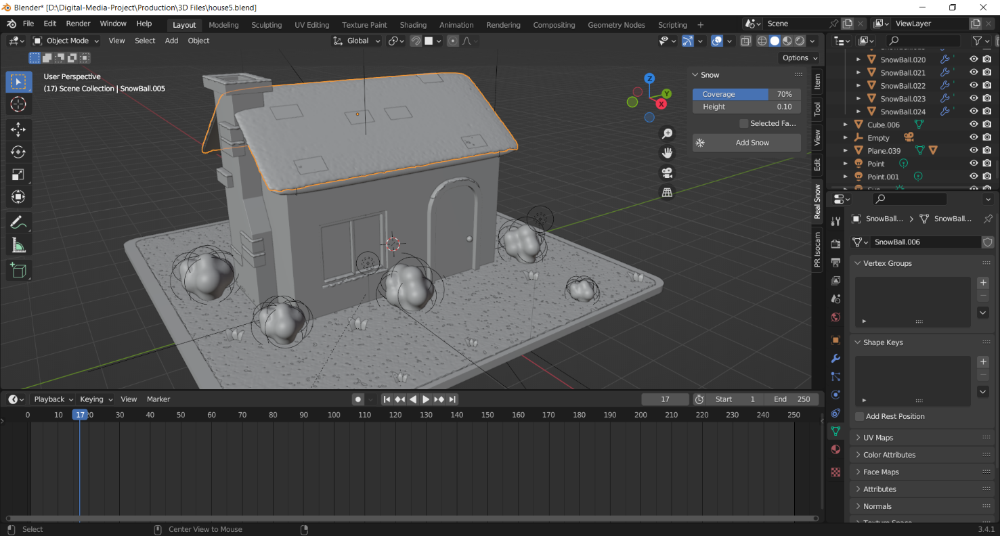 Blender* [D:\Digital-Media-Project\Production\3D Files\house5.blend]
File Edit Render Window Help Layout Modeling Sculpting UV Editing Texture Paint Shading Animation Rendering Compositing Geometry Nodes Scripting + Scene ViewLayer
Object Mode View Select Add Object Global
Options
User Perspective
(17) Scene Collection | SnowBall.005
Z
Y
X
Snow
Coverage 70%
Height 0.10
Selected Fa...
Add Snow
Item
Tool
View
Edit
Real Snow
PR Isocam
SnowBall.020
SnowBall.021
SnowBall.022
SnowBall.023
SnowBall.024
Cube.006
Empty
Plane.039
Point
Point.001
SnowBall... SnowBall...
SnowBall.006
Vertex Groups
Shape Keys
Add Rest Position
UV Maps
Color Attributes
Face Maps
Attributes
Normals
Texture Space
Playback Keying View Marker 17 Start 1 End 250
0 10 17 20 30 40 50 60 70 80 90 100 110 120 130 140 150 160 170 180 190 200 210 220 230 240 250
Select Center View to Mouse 3.4.1